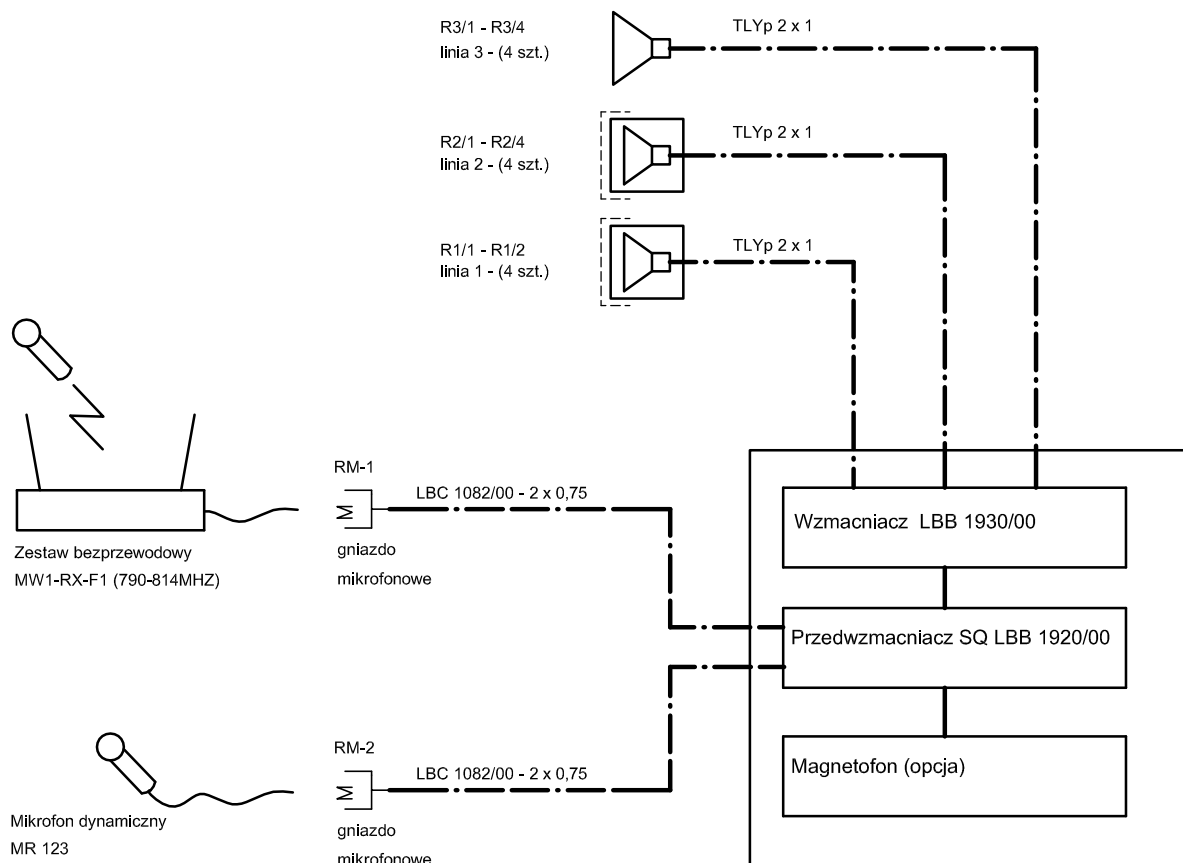 R3/1 - R3/4
linia 3 - (4 szt.)
TLYp 2 x 1
R2/1 - R2/4
linia 2 - (4 szt.)
TLYp 2 x 1
R1/1 - R1/2
linia 1 - (4 szt.)
TLYp 2 x 1
RM-1
LBC 1082/00 - 2 x 0,75
M
gniazdo
mikrofonowe
Zestaw bezprzewodowy
MW1-RX-F1 (790-814MHZ)
Wzmacniacz LBB 1930/00
Przedwzmacniacz SQ LBB 1920/00
Magnetofon (opcja)
RM-2
LBC 1082/00 - 2 x 0,75
M
gniazdo
mikrofonowe
Mikrofon dynamiczny
MR 123